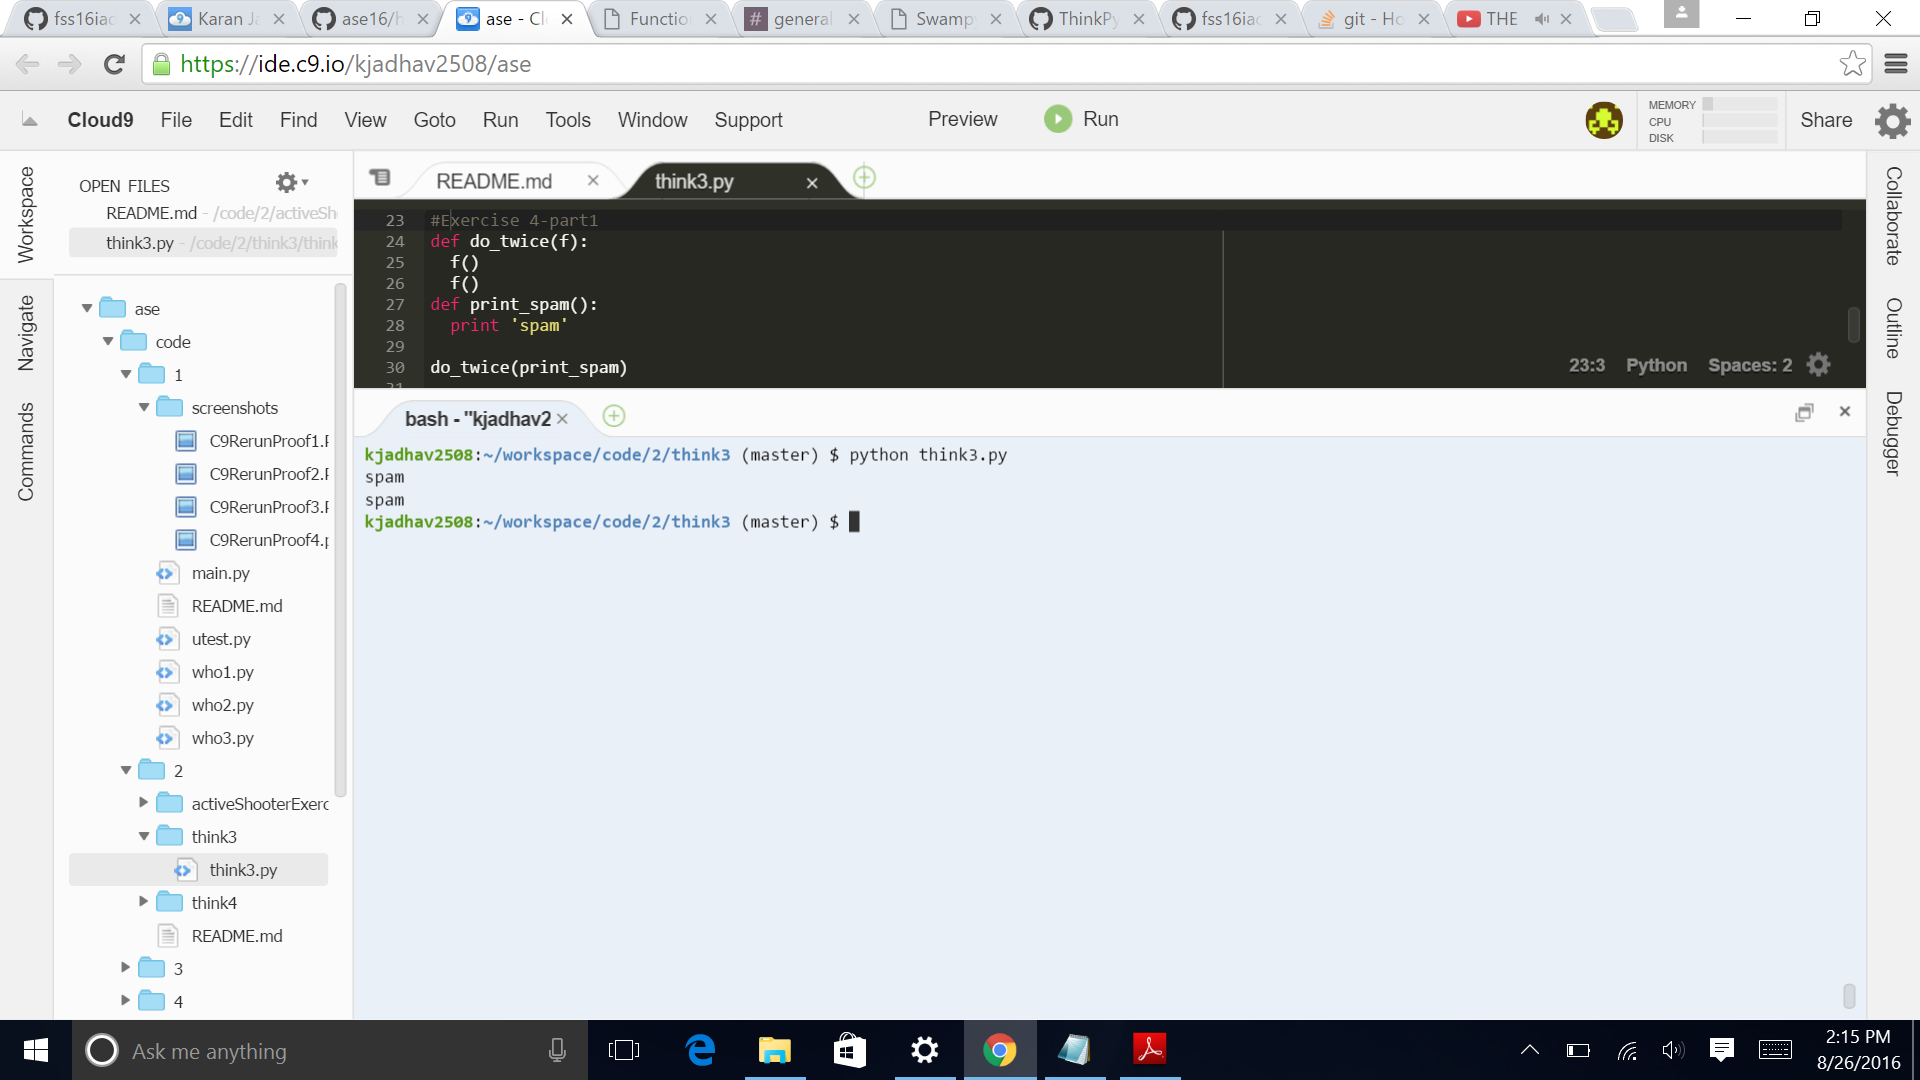 fss16iac
Karan Ja
ase16/h
ase - Cl
Functio
general
Swamp
ThinkPy
fss16iac
git - Ho
THE
https://ide.c9.io/kjadhav2508/ase
Cloud9 File Edit Find View Goto Run Tools Window Support Preview Run
MEMORY
CPU
DISK
Share
Workspace
Navigate
Commands
OPEN FILES
README.md - /code/2/activeSh
think3.py - /code/2/think3/think
ase
code
1
screenshots
C9RerunProof1.P
C9RerunProof2.P
C9RerunProof3.P
C9RerunProof4.p
main.py
README.md
utest.py
who1.py
who2.py
who3.py
2
activeShooterExerc
think3
think3.py
think4
README.md
3
4
README.md
think3.py
23 #Exercise 4-part1
24 def do_twice(f):
25 f()
26 f()
27 def print_spam():
28 print 'spam'
29
30 do_twice(print_spam)
31
23:3 Python Spaces: 2
bash - "kjadhav2
kjadhav2508:~/workspace/code/2/think3 (master) $ python think3.py
spam
spam
kjadhav2508:~/workspace/code/2/think3 (master) $
Collaborate
Outline
Debugger
Ask me anything
2:15 PM
8/26/2016